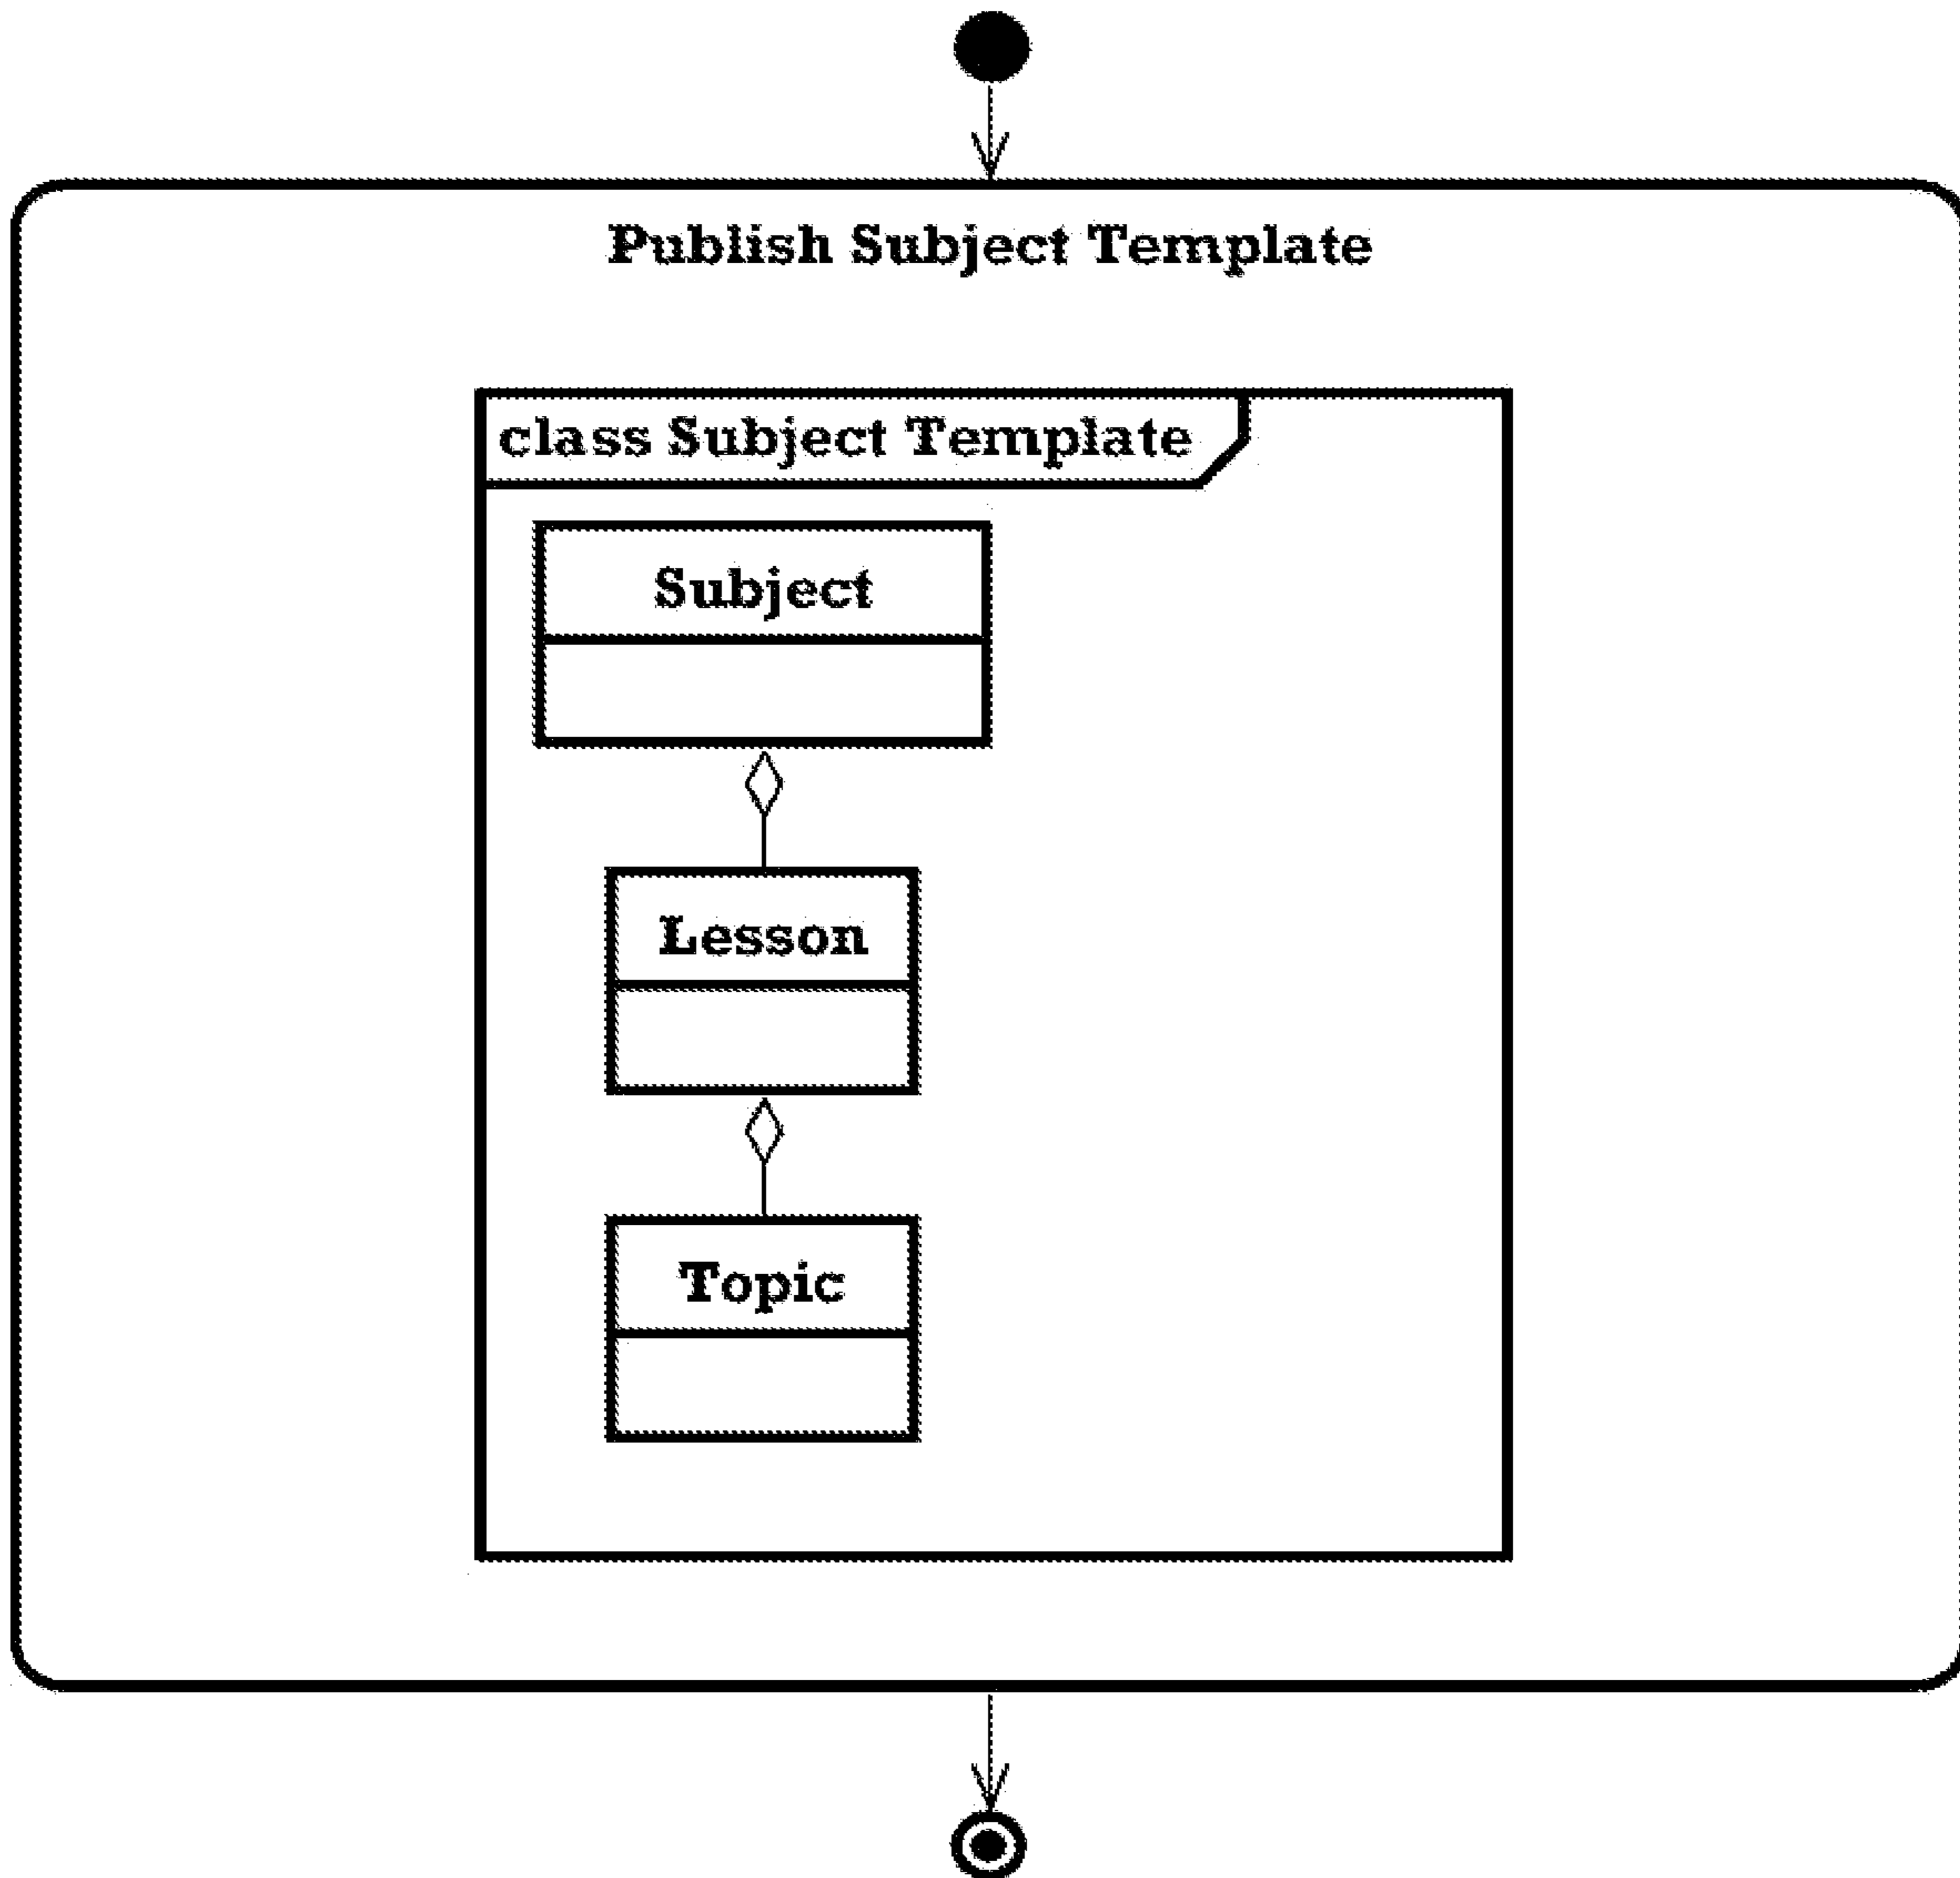 Publish Subject Template
class Subject Template
Subject
Lesson
Topic